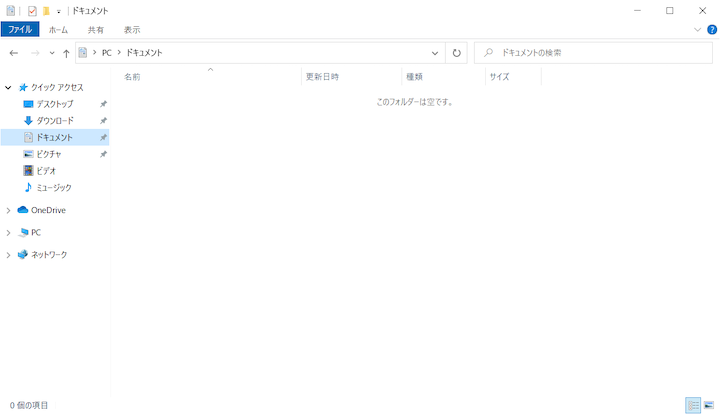 ドキュメント
ファイル ホーム 共有 表示
PC ドキュメント ドキュメントの検索
名前 更新日時 種類 サイズ
このフォルダーは空です。
クイック アクセス
デスクトップ
ダウンロード
ドキュメント
ピクチャ
ビデオ
ミュージック
OneDrive
PC
ネットワーク
0 個の項目